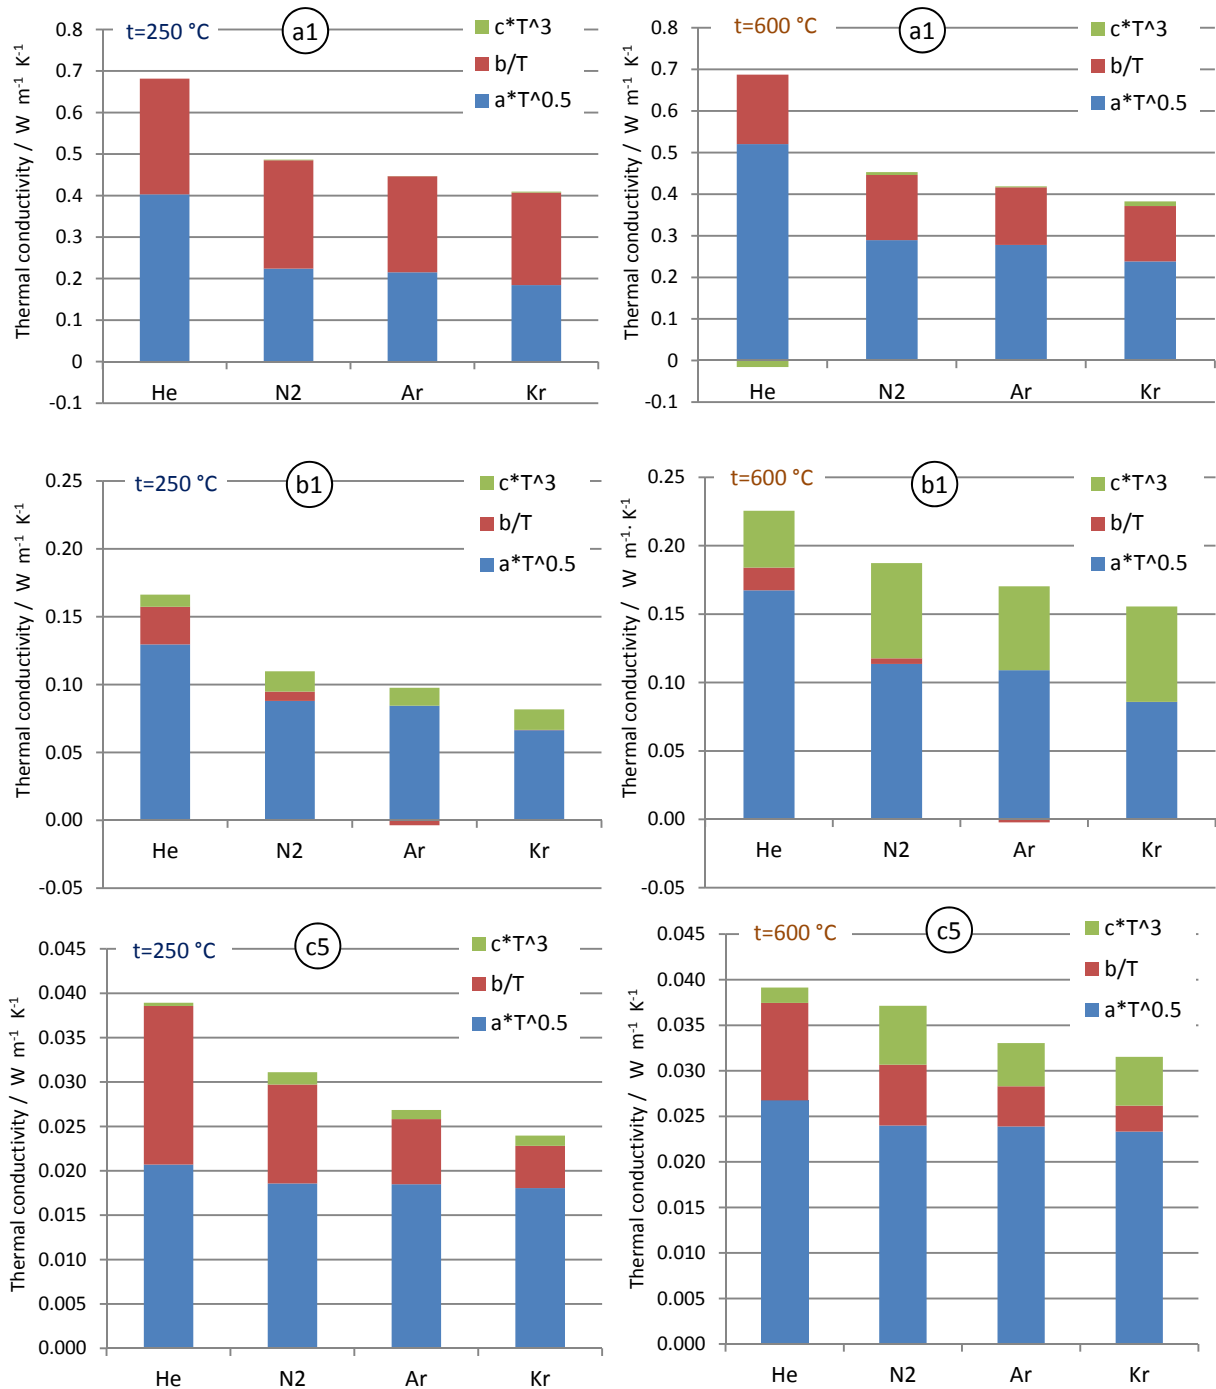 t=250 °C
a1
c*T^3
b/T
a*T^0.5
Thermal conductivity / W m-1 K-1
0.8
0.7
0.6
0.5
0.4
0.3
0.2
0.1
0
-0.1
He N2 Ar Kr
t=600 °C
a1
c*T^3
b/T
a*T^0.5
Thermal conductivity / W m-1 K-1
0.8
0.7
0.6
0.5
0.4
0.3
0.2
0.1
0
-0.1
He N2 Ar Kr
t=250 °C
b1
c*T^3
b/T
a*T^0.5
Thermal conductivity / W m-1 K-1
0.25
0.20
0.15
0.10
0.05
0.00
-0.05
He N2 Ar Kr
t=600 °C
b1
c*T^3
b/T
a*T^0.5
Thermal conductivity / W m-1· K-1
0.25
0.20
0.15
0.10
0.05
0.00
-0.05
He N2 Ar Kr
t=250 °C
c5
c*T^3
b/T
a*T^0.5
Thermal conductivity / W m-1 K-1
0.045
0.040
0.035
0.030
0.025
0.020
0.015
0.010
0.005
0.000
He N2 Ar Kr
t=600 °C
c5
c*T^3
b/T
a*T^0.5
Thermal conductivity / W m-1 K-1
0.045
0.040
0.035
0.030
0.025
0.020
0.015
0.010
0.005
0.000
He N2 Ar Kr